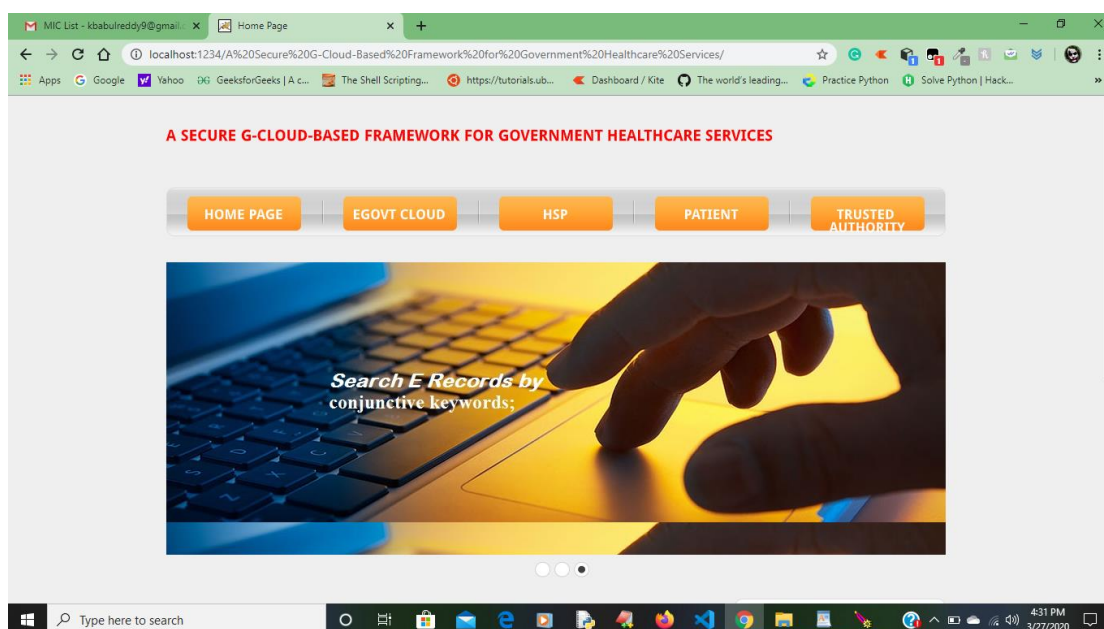 MIC List - kbabulreddy9@gmail.c
Home Page
localhost:1234/A%20Secure%20G-Cloud-Based%20Framework%20for%20Government%20Healthcare%20Services/
Apps
Google
Yahoo
GeeksforGeeks | A c...
The Shell Scripting...
https://tutorials.ub...
Dashboard / Kite
The world's leading...
Practice Python
Solve Python | Hack...
A SECURE G-CLOUD-BASED FRAMEWORK FOR GOVERNMENT HEALTHCARE SERVICES
HOME PAGE
EGOVT CLOUD
HSP
PATIENT
TRUSTED
AUTHORITY
Search E Records by
conjunctive keywords;
Type here to search
4:31 PM
3/27/2020